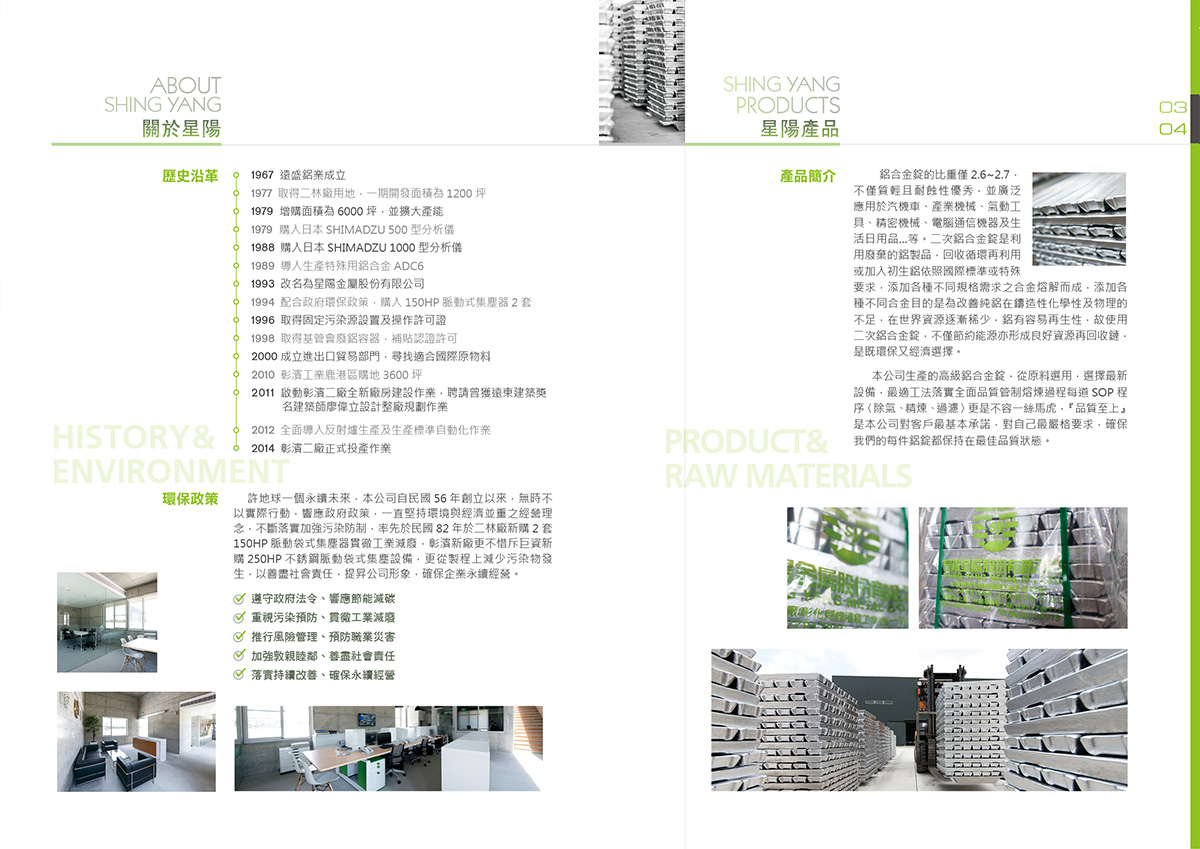 ABOUT
SHING YANG
關於星陽
歷史沿革
1967 遠盛鋁業成立
1977 取得二林廠用地，一期開發面積為 1200 坪
1979 增購面積為 6000 坪，並擴大產能
1979 購入日本 SHIMADZU 500 型分析儀
1988 購入日本 SHIMADZU 1000 型分析儀
1989 導入生產特殊用鋁合金 ADC6
1993 改名為星陽金屬股份有限公司
1994 配合政府環保政策，購入 150HP 脈動式集塵器 2 套
1996 取得固定污染源設置及操作許可證
1998 取得基管會廢鋁容器，補貼認證許可
2000 成立進出口貿易部門，尋找適合國際原物料
2010 彰濱工業鹿港區購地 3600 坪
2011 啟動彰濱二廠全新廠房建設作業，聘請曾獲遠東建築獎
名建築師廖偉立設計整廠規劃作業
2012 全面導入反射爐生產及生產標準自動化作業
2014 彰濱二廠正式投產作業
HISTORY&
ENVIRONMENT
環保政策
許地球一個永續未來，本公司自民國 56 年創立以來，無時不
以實際行動，響應政府政策，一直堅持環境與經濟並重之經營理
念，不斷落實加強污染防制，率先於民國 82 年於二林廠新購 2 套
150HP 脈動袋式集塵器貫徹工業減廢，彰濱新廠更不惜斥巨資新
購 250HP 不銹鋼脈動袋式集塵設備，更從製程上減少污染物發
生，以善盡社會責任，提昇公司形象，確保企業永續經營。
遵守政府法令、響應節能減碳
重視污染預防、貫徹工業減廢
推行風險管理、預防職業災害
加強敦親睦鄰、善盡社會責任
落實持續改善、確保永續經營
SHING YANG
PRODUCTS
星陽產品
03
04
產品簡介
鋁合金錠的比重僅 2.6~2.7，
不僅質輕且耐蝕性優秀，並廣泛
應用於汽機車、產業機械、氣動工
具、精密機械、電腦通信機器及生
活日用品...等。二次鋁合金錠是利
用廢棄的鋁製品，回收循環再利用
或加入初生鋁依照國際標準或特殊
要求，添加各種不同規格需求之合金熔解而成，添加各
種不同合金目的是為改善純鋁在鑄造性化學性及物理的
不足，在世界資源逐漸稀少，鋁有容易再生性，故使用
二次鋁合金錠，不僅節約能源亦形成良好資源再回收鏈，
是既環保又經濟選擇。
本公司生產的高級鋁合金錠，從原料選用，選擇最新
設備，最適工法落實全面品質管制熔煉過程每道 SOP 程
序（除氣、精煉、過濾）更是不容一絲馬虎，『品質至上』
是本公司對客戶最基本承諾，對自己最嚴格要求，確保
我們的每件鋁錠都保持在最佳品質狀態。
PRODUCT&
RAW MATERIALS